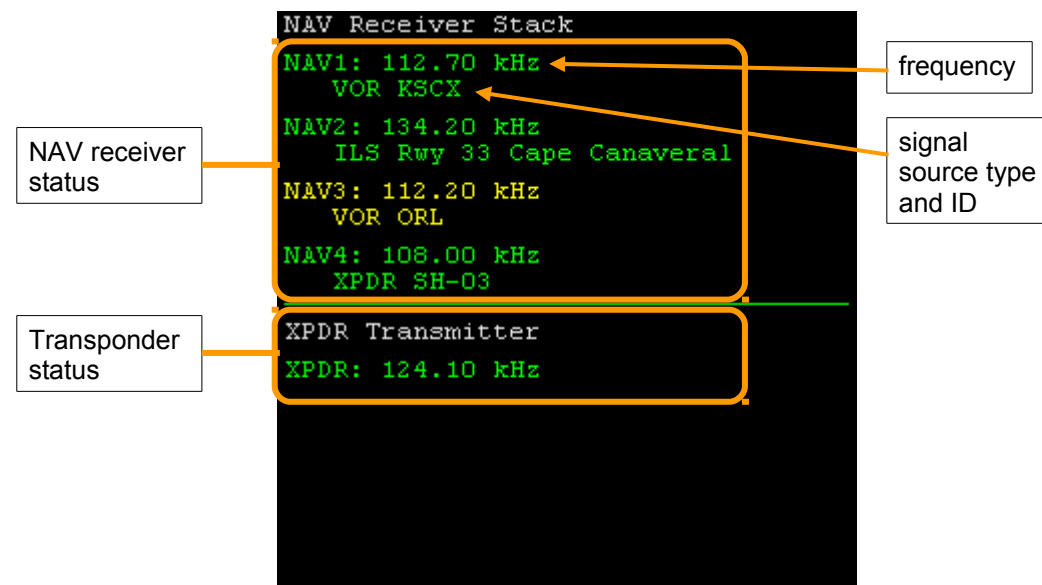 NAV Receiver Stack
NAV1: 112.70 kHz
VOR KSCX
NAV2: 134.20 kHz
ILS Rwy 33 Cape Canaveral
NAV3: 112.20 kHz
VOR ORL
NAV4: 108.00 kHz
XPDR SH-03
XPDR Transmitter
XPDR: 124.10 kHz
NAV receiver
status
Transponder
status
frequency
signal
source type
and ID